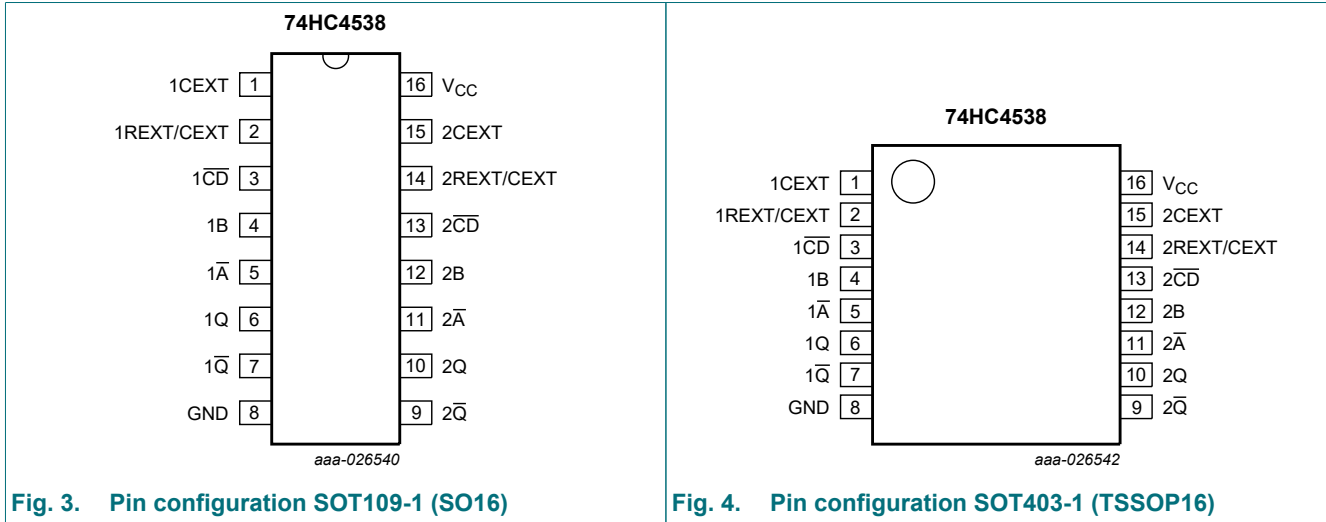 74HC4538
1CEXT 1 16 VCC
1REXT/CEXT 2 15 2CEXT
1C̅D̅ 3 14 2REXT/CEXT
1B 4 13 2C̅D̅
1A̅ 5 12 2B
1Q 6 11 2A̅
1Q̅ 7 10 2Q
GND 8 9 2Q̅
aaa-026540
Fig. 3. Pin configuration SOT109-1 (SO16)
74HC4538
1CEXT 1 16 VCC
1REXT/CEXT 2 15 2CEXT
1C̅D̅ 3 14 2REXT/CEXT
1B 4 13 2C̅D̅
1A̅ 5 12 2B
1Q 6 11 2A̅
1Q̅ 7 10 2Q
GND 8 9 2Q̅
aaa-026542
Fig. 4. Pin configuration SOT403-1 (TSSOP16)